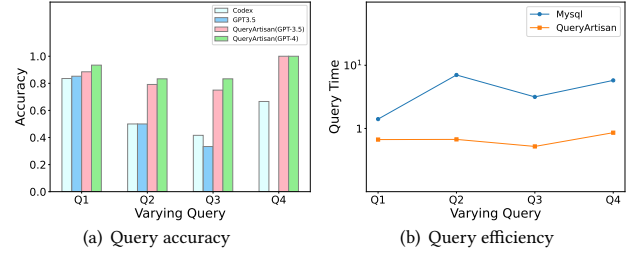 Codex
GPT3.5
QueryArtisan(GPT-3.5)
QueryArtisan(GPT-4)
1.0
0.8
0.6
0.4
0.2
0.0
Accuracy
Q1 Q2 Q3 Q4
Varying Query
(a) Query accuracy
Mysql
QueryArtisan
10¹
1
Query Time
Q1 Q2 Q3 Q4
Varying Query
(b) Query efficiency